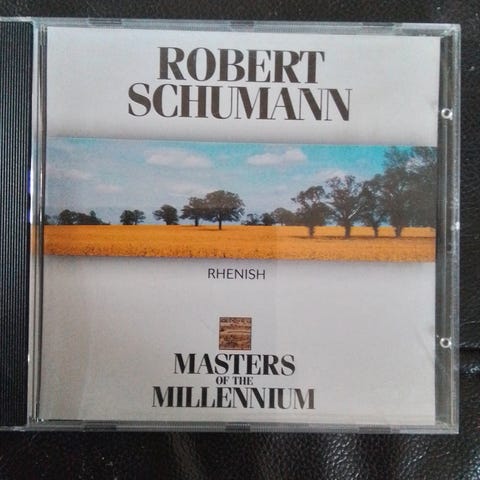 ROBERT
SCHUMANN
RHENISH
MASTERS
OF THE
MILLENNIUM